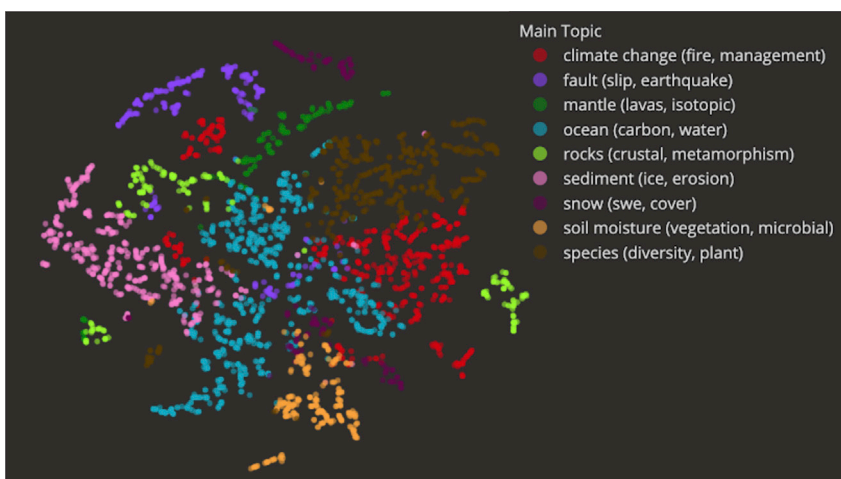 Main Topic
climate change (fire, management)
fault (slip, earthquake)
mantle (lavas, isotopic)
ocean (carbon, water)
rocks (crustal, metamorphism)
sediment (ice, erosion)
snow (swe, cover)
soil moisture (vegetation, microbial)
species (diversity, plant)